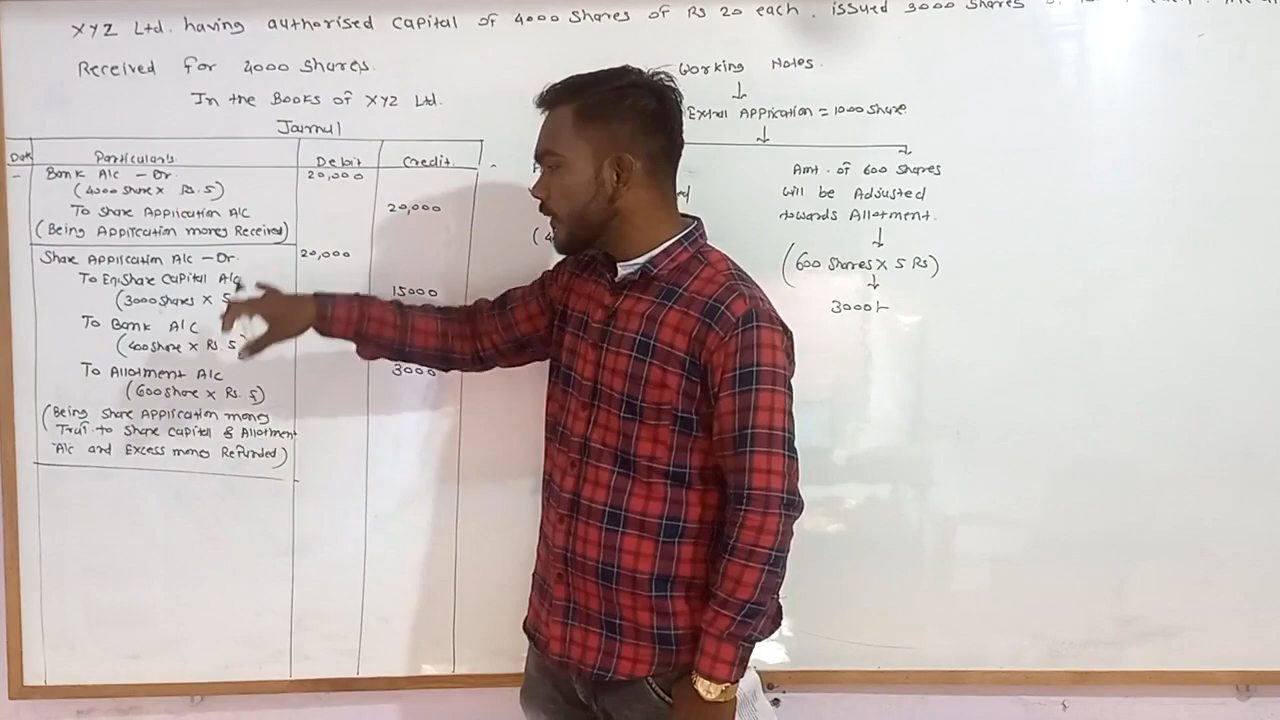 XYZ Ltd. having authorised capital of 4000 Shares of Rs 20 each. issued 3000 Shares
Received for 4000 Shares.
In the Books of XYZ Ltd.
Journal
Date Particulars Debit Credit
Bank A/c - Dr. 20,000
(4000 Share x Rs. 5)
To Share Application A/c 20,000
(Being Application money Received)
Share Application A/c - Dr. 20,000
To Eq. Share Capital A/c
(3000 Shares x 5 15000
To Bank A/c
(400 Share x Rs. 5)
To Allotment A/c 3000
(600 Share x Rs. 5)
(Being Share Application money
Traf. to Share Capital & Allotment
A/c and Excess money Refunded)
Working Notes.
Extra Application = 1000 Share.
Amt. of 600 Shares
will be Adjusted
towards Allotment.
(600 Shares x 5 Rs)
3000/-